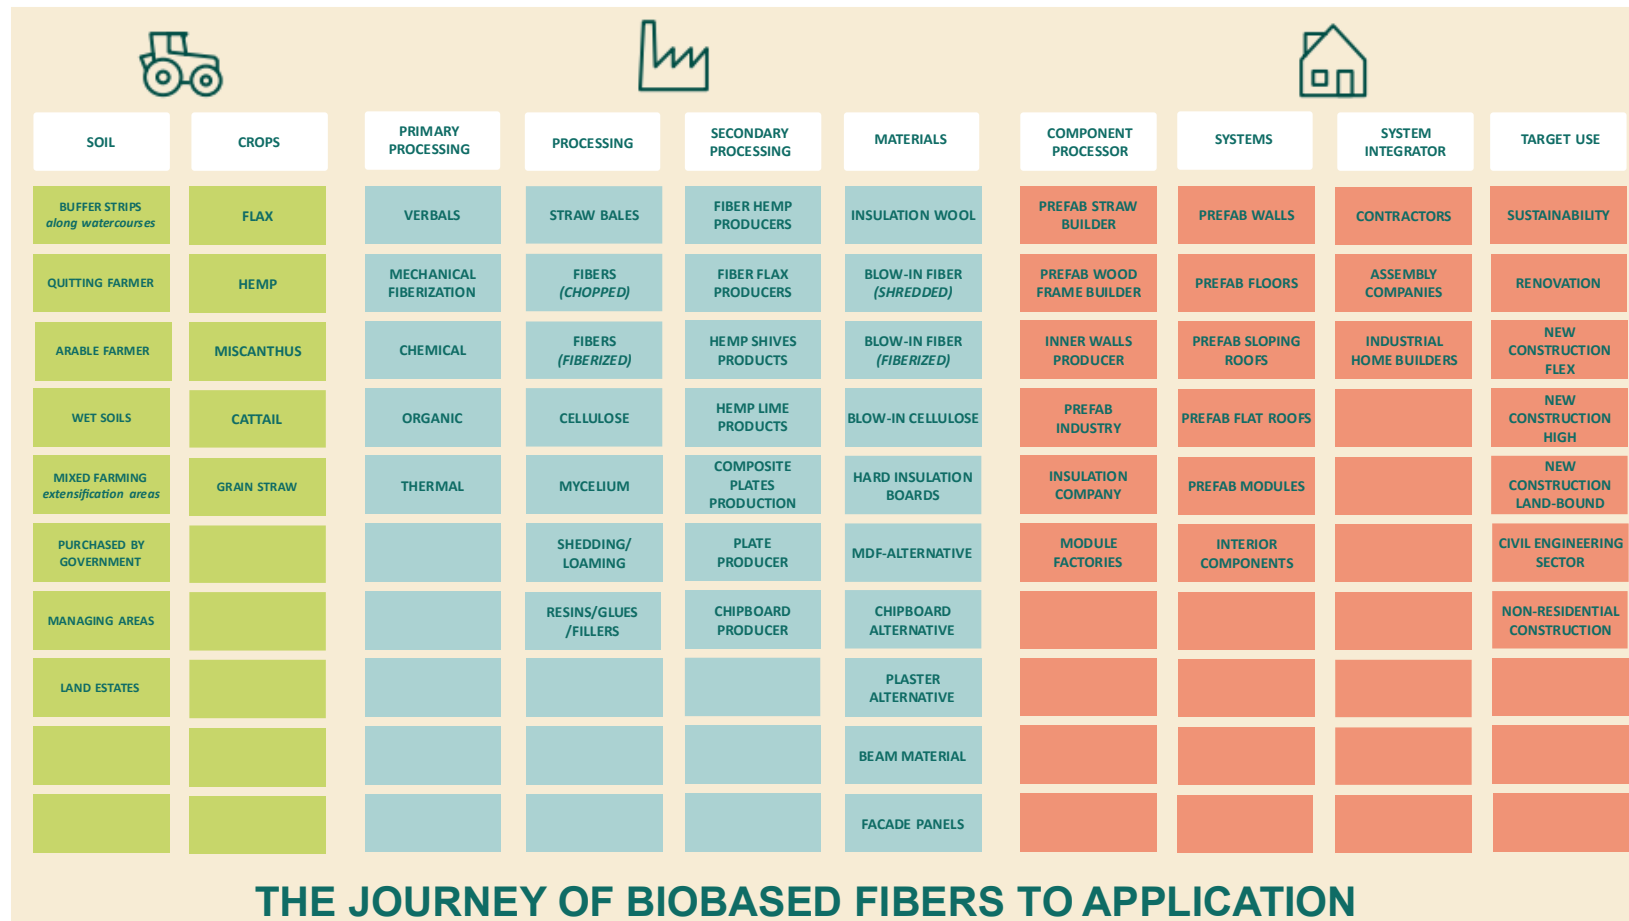 SOIL
BUFFER STRIPS
along watercourses
QUITTING FARMER
ARABLE FARMER
WET SOILS
MIXED FARMING
extensification areas
PURCHASED BY
GOVERNMENT
MANAGING AREAS
LAND ESTATES
CROPS
FLAX
HEMP
MISCANTHUS
CATTAIL
GRAIN STRAW
PRIMARY
PROCESSING
VERBALS
MECHANICAL
FIBERIZATION
CHEMICAL
ORGANIC
THERMAL
PROCESSING
STRAW BALES
FIBERS
(CHOPPED)
FIBERS
(FIBERIZED)
CELLULOSE
MYCELIUM
SHEDDING/
LOAMING
RESINS/GLUES
/FILLERS
SECONDARY
PROCESSING
FIBER HEMP
PRODUCERS
FIBER FLAX
PRODUCERS
HEMP SHIVES
PRODUCTS
HEMP LIME
PRODUCTS
COMPOSITE
PLATES
PRODUCTION
PLATE
PRODUCER
CHIPBOARD
PRODUCER
MATERIALS
INSULATION WOOL
BLOW-IN FIBER
(SHREDDED)
BLOW-IN FIBER
(FIBERIZED)
BLOW-IN CELLULOSE
HARD INSULATION
BOARDS
MDF-ALTERNATIVE
CHIPBOARD
ALTERNATIVE
PLASTER
ALTERNATIVE
BEAM MATERIAL
FACADE PANELS
COMPONENT
PROCESSOR
PREFAB STRAW
BUILDER
PREFAB WOOD
FRAME BUILDER
INNER WALLS
PRODUCER
PREFAB
INDUSTRY
INSULATION
COMPANY
MODULE
FACTORIES
SYSTEMS
PREFAB WALLS
PREFAB FLOORS
PREFAB SLOPING
ROOFS
PREFAB FLAT ROOFS
PREFAB MODULES
INTERIOR
COMPONENTS
SYSTEM
INTEGRATOR
CONTRACTORS
ASSEMBLY
COMPANIES
INDUSTRIAL
HOME BUILDERS
TARGET USE
SUSTAINABILITY
RENOVATION
NEW
CONSTRUCTION
FLEX
NEW
CONSTRUCTION
HIGH
NEW
CONSTRUCTION
LAND-BOUND
CIVIL ENGINEERING
SECTOR
NON-RESIDENTIAL
CONSTRUCTION
THE JOURNEY OF BIOBASED FIBERS TO APPLICATION